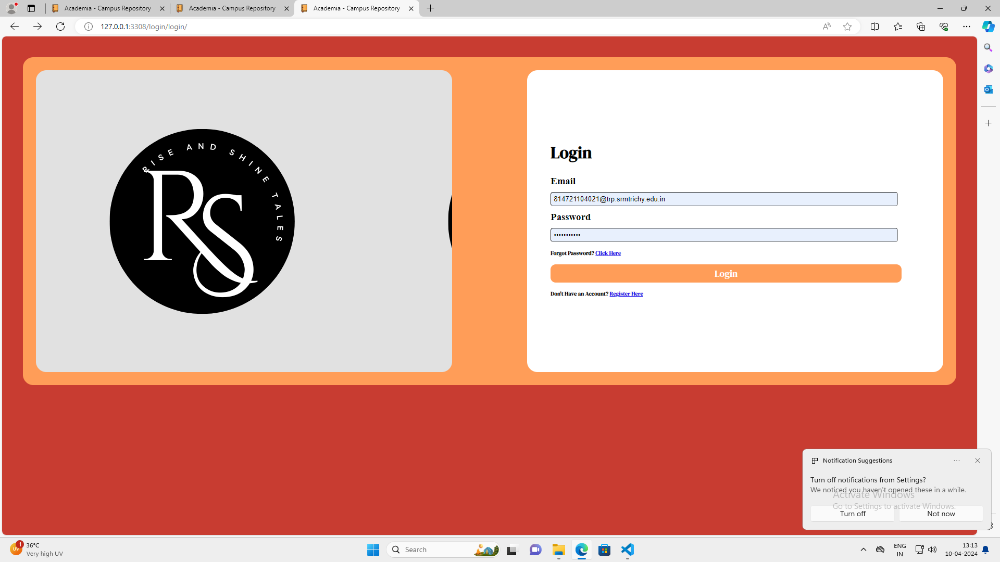 Academia - Campus Repository
Academia - Campus Repository
Academia - Campus Repository
127.0.0.1:3308/login/login/
RISE AND SHINE TALES
RS
Login
Email
814721104021@trp.srmtrichy.edu.in
Password
•••••••••••
Forgot Password? Click Here
Login
Don't Have an Account? Register Here
Notification Suggestions
Turn off notifications from Settings?
We noticed you haven't opened these in a while.
Activate Windows
Go to Settings to activate Windows.
Turn off
Not now
UV
1
36°C
Very high UV
Search
ENG
IN
13:13
10-04-2024